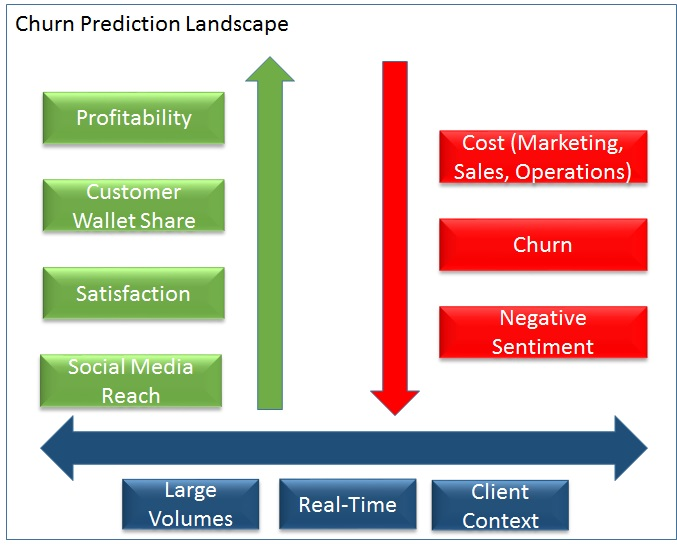 Churn Prediction Landscape
Profitability
Customer
Wallet Share
Satisfaction
Social Media
Reach
Cost (Marketing,
Sales, Operations)
Churn
Negative
Sentiment
Large
Volumes
Real-Time
Client
Context